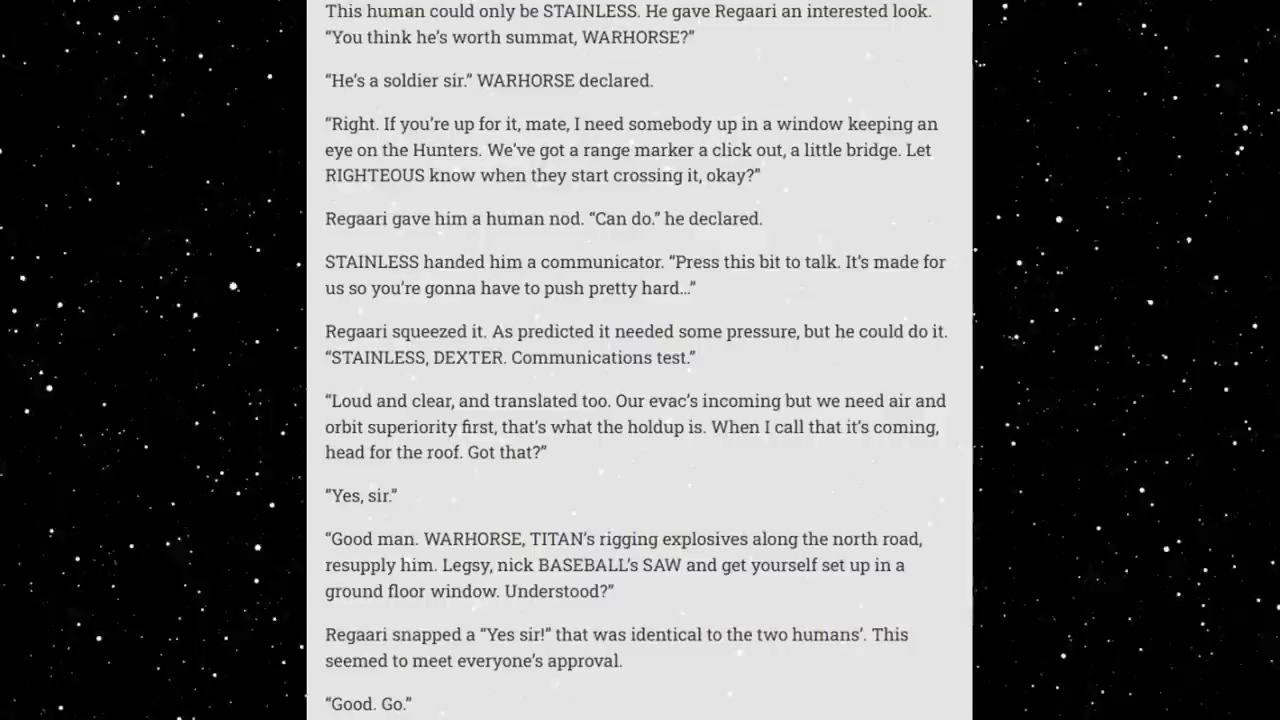 This human could only be STAINLESS. He gave Regaari an interested look.
“You think he’s worth summat, WARHORSE?”
“He’s a soldier sir.” WARHORSE declared.
“Right. If you’re up for it, mate, I need somebody up in a window keeping an
eye on the Hunters. We’ve got a range marker a click out, a little bridge. Let
RIGHTEOUS know when they start crossing it, okay?”
Regaari gave him a human nod. “Can do.” he declared.
STAINLESS handed him a communicator. “Press this bit to talk. It’s made for
us so you’re gonna have to push pretty hard…”
Regaari squeezed it. As predicted it needed some pressure, but he could do it.
“STAINLESS, DEXTER. Communications test.”
“Loud and clear, and translated too. Our evac’s incoming but we need air and
orbit superiority first, that’s what the holdup is. When I call that it’s coming,
head for the roof. Got that?”
“Yes, sir.”
“Good man. WARHORSE, TITAN’s rigging explosives along the north road,
resupply him. Legsy, nick BASEBALL’s SAW and get yourself set up in a
ground floor window. Understood?”
Regaari snapped a “Yes sir!” that was identical to the two humans’. This
seemed to meet everyone’s approval.
“Good. Go.”